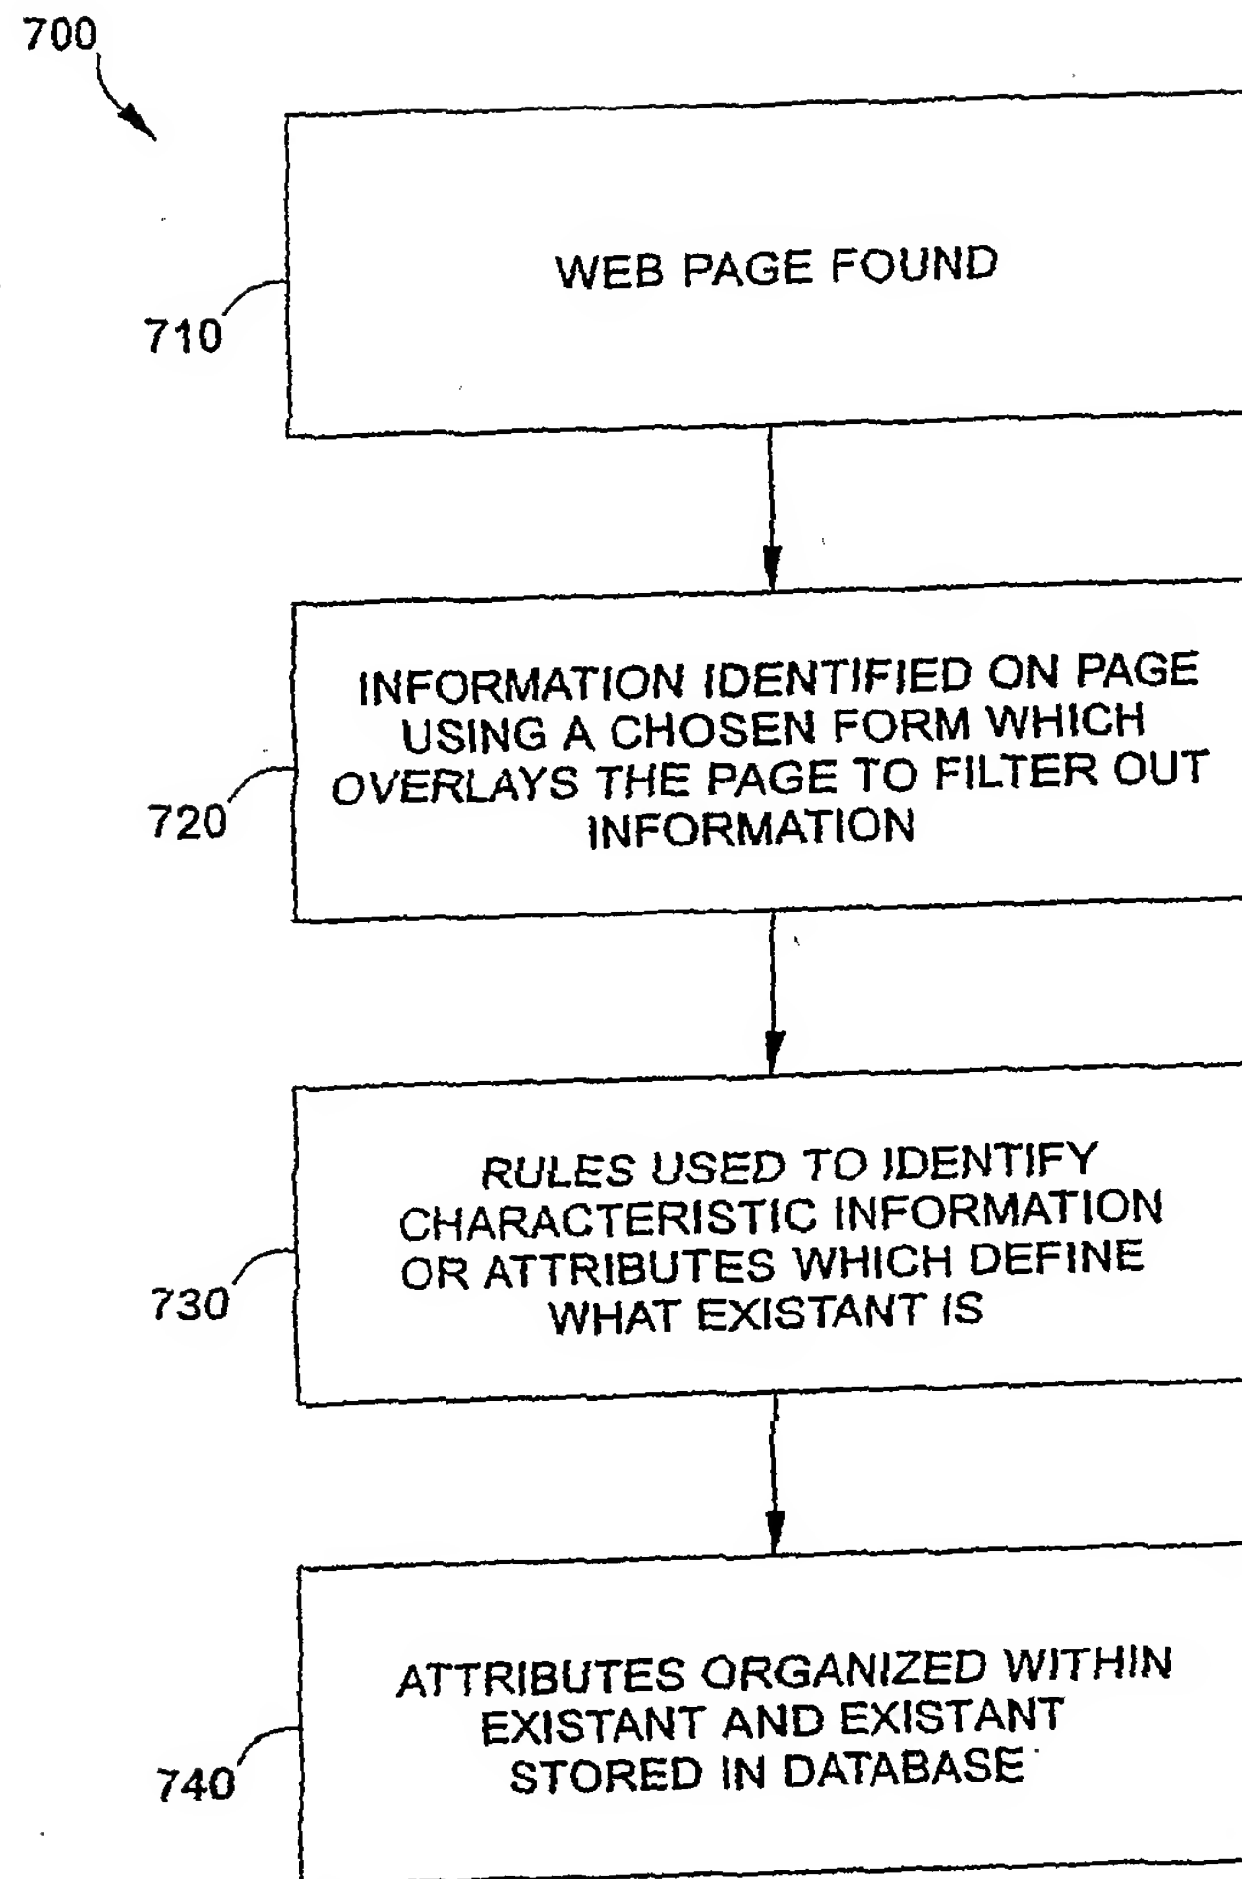 700
WEB PAGE FOUND
710
INFORMATION IDENTIFIED ON PAGE
USING A CHOSEN FORM WHICH
OVERLAYS THE PAGE TO FILTER OUT
INFORMATION
720
RULES USED TO IDENTIFY
CHARACTERISTIC INFORMATION
OR ATTRIBUTES WHICH DEFINE
WHAT EXISTANT IS
730
ATTRIBUTES ORGANIZED WITHIN
EXISTANT AND EXISTANT
STORED IN DATABASE
740